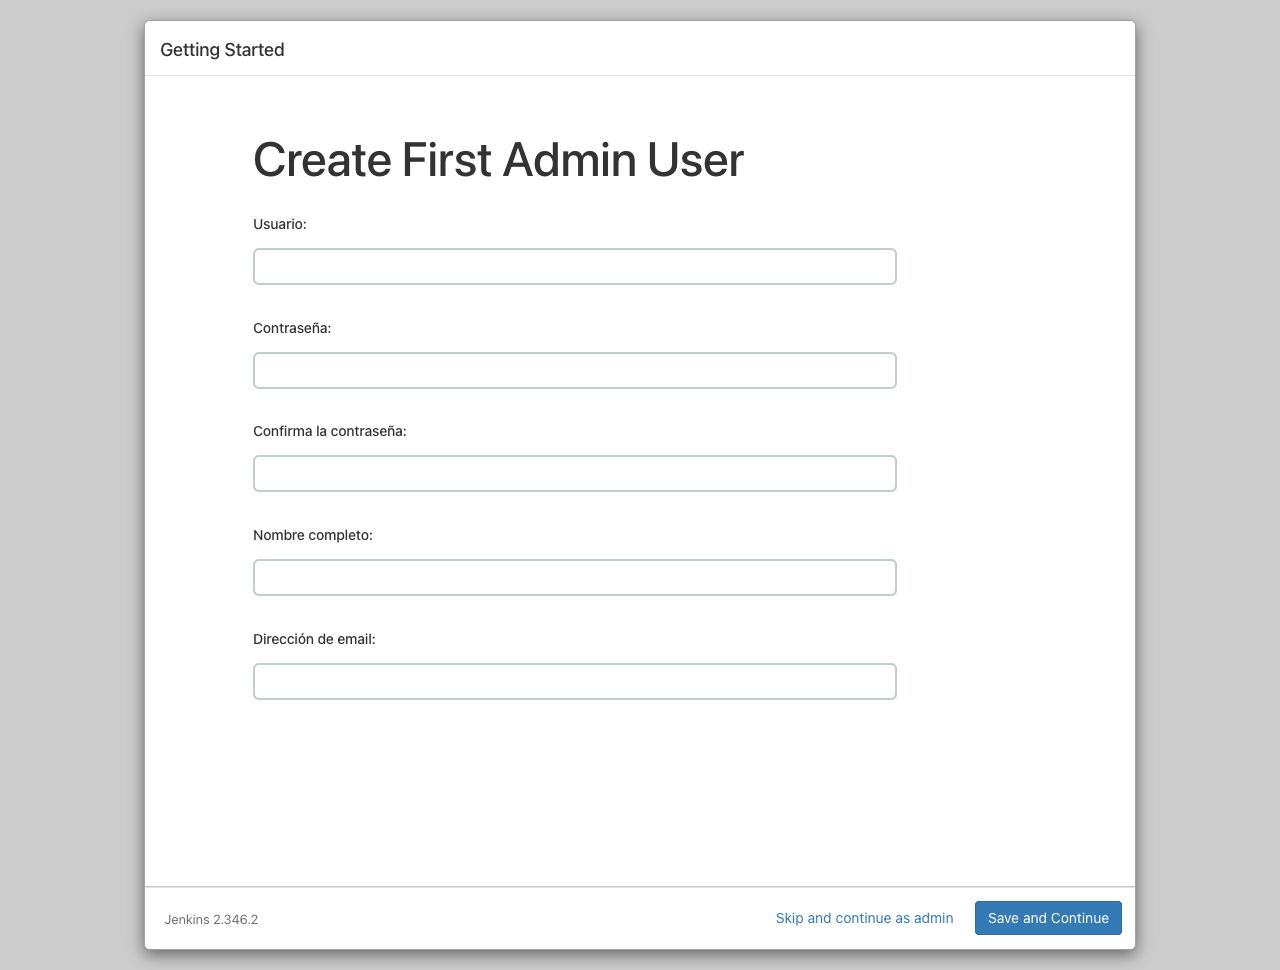 Getting Started
Create First Admin User
Usuario:
Contraseña:
Confirma la contraseña:
Nombre completo:
Dirección de email:
Jenkins 2.346.2
Skip and continue as admin
Save and Continue